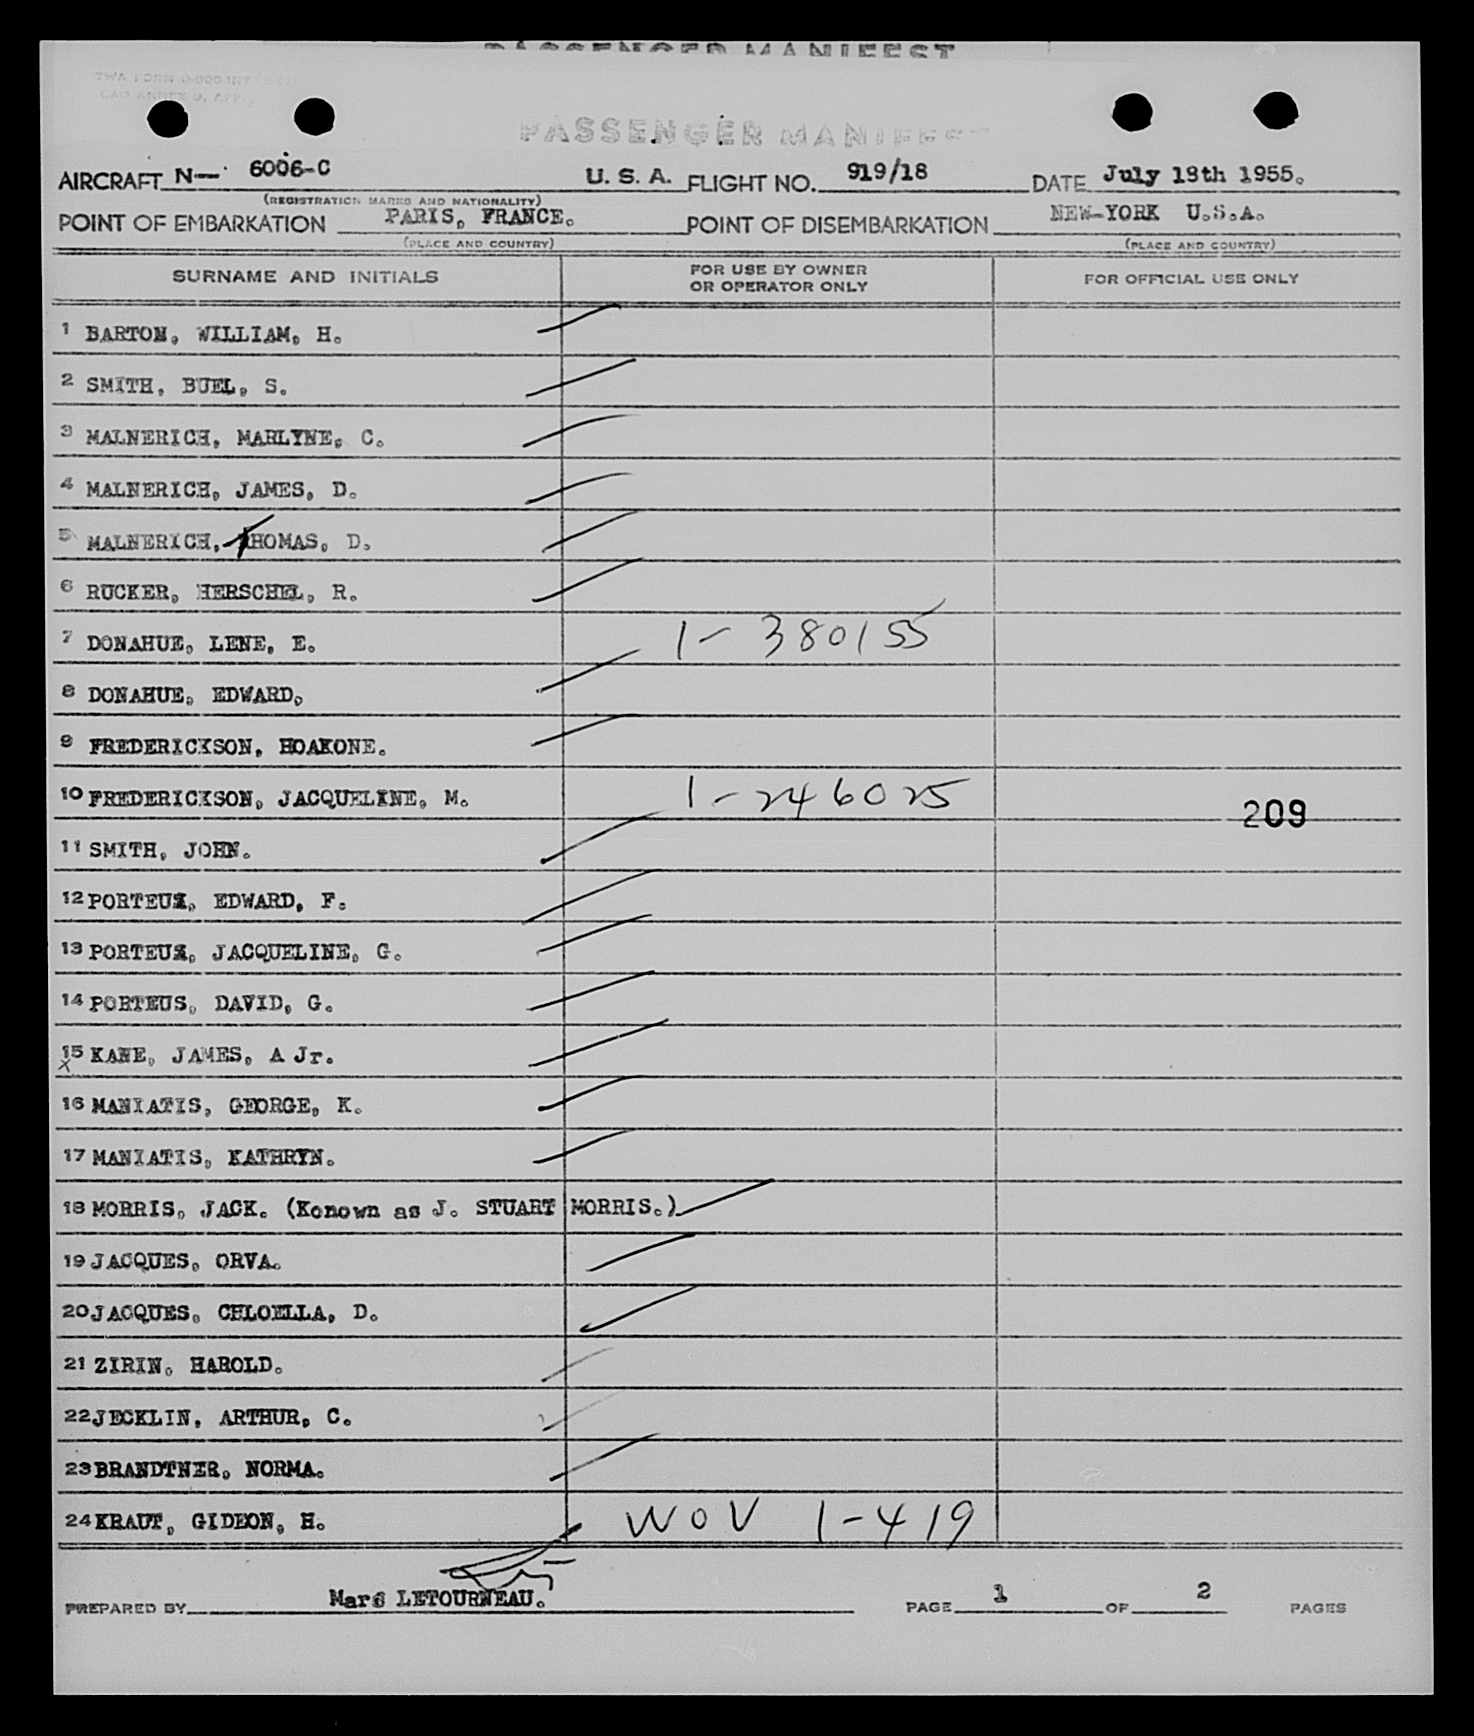 PASSENGER MANIFEST
PASSENGER MANIFEST
AIRCRAFT N— 6006-C U. S. A. FLIGHT NO. 919/18 DATE July 19th 1955.
(REGISTRATION MARKS AND NATIONALITY)
POINT OF EMBARKATION PARIS, FRANCE. POINT OF DISEMBARKATION NEW-YORK U.S.A.
(PLACE AND COUNTRY) (PLACE AND COUNTRY)
SURNAME AND INITIALS FOR USE BY OWNER OR OPERATOR ONLY FOR OFFICIAL USE ONLY
1 BARTON, WILLIAM, H.
2 SMITH, BUEL, S.
3 MALNERICH, MARLYNE, C.
4 MALNERICH, JAMES, D.
5 MALNERICH, THOMAS, D.
6 RUCKER, HERSCHEL, R.
7 DONAHUE, LENE, E. 1-380155
8 DONAHUE, EDWARD,
9 FREDERICKSON, HOAKONE.
10 FREDERICKSON, JACQUELINE, M. 1-246025
209
11 SMITH, JOHN.
12 PORTEUS, EDWARD, F.
13 PORTEUS, JACQUELINE, G.
14 PORTEUS, DAVID, G.
15 KANE, JAMES, A Jr.
X
16 MANIATIS, GEORGE, K.
17 MANIATIS, KATHRYN.
18 MORRIS, JACK. (Konown as J. STUART MORRIS.)
19 JACQUES, ORVA.
20 JACQUES, CHLOELLA, D.
21 ZIRIN, HAROLD.
22 JECKLIN, ARTHUR, C.
23 BRANDTNER, NORMA.
24 KRAUT, GIDEON, H. WOV 1-419
PREPARED BY Marc LETOURNEAU. PAGE 1 OF 2 PAGES